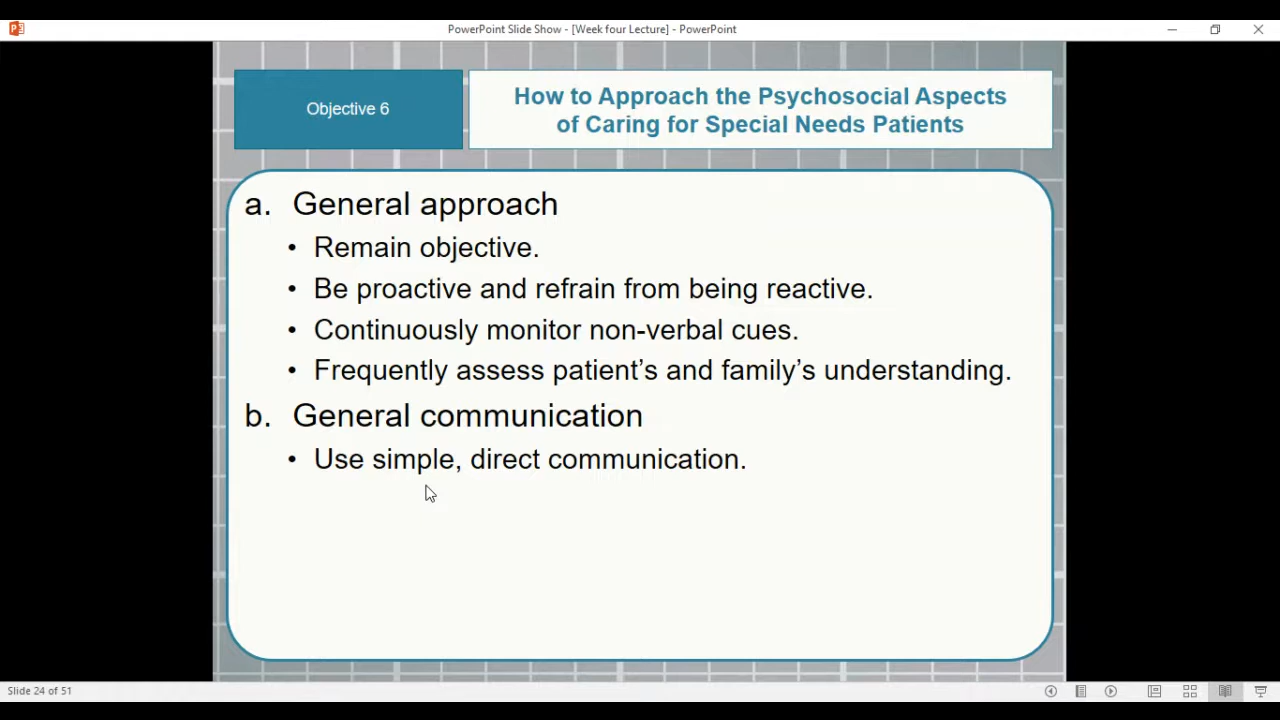 PowerPoint Slide Show - [Week four Lecture] - PowerPoint
Objective 6
How to Approach the Psychosocial Aspects
of Caring for Special Needs Patients
a. General approach
• Remain objective.
• Be proactive and refrain from being reactive.
• Continuously monitor non-verbal cues.
• Frequently assess patient’s and family’s understanding.
b. General communication
• Use simple, direct communication.
Slide 24 of 51